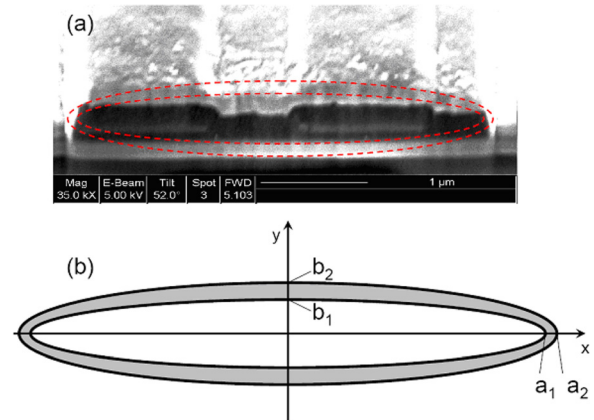 (a)
Mag E-Beam Tilt Spot FWD 1 µm
35.0 kX 5.00 kV 52.0° 3 5.103
(b)
y
b2
b1
x
a1 a2